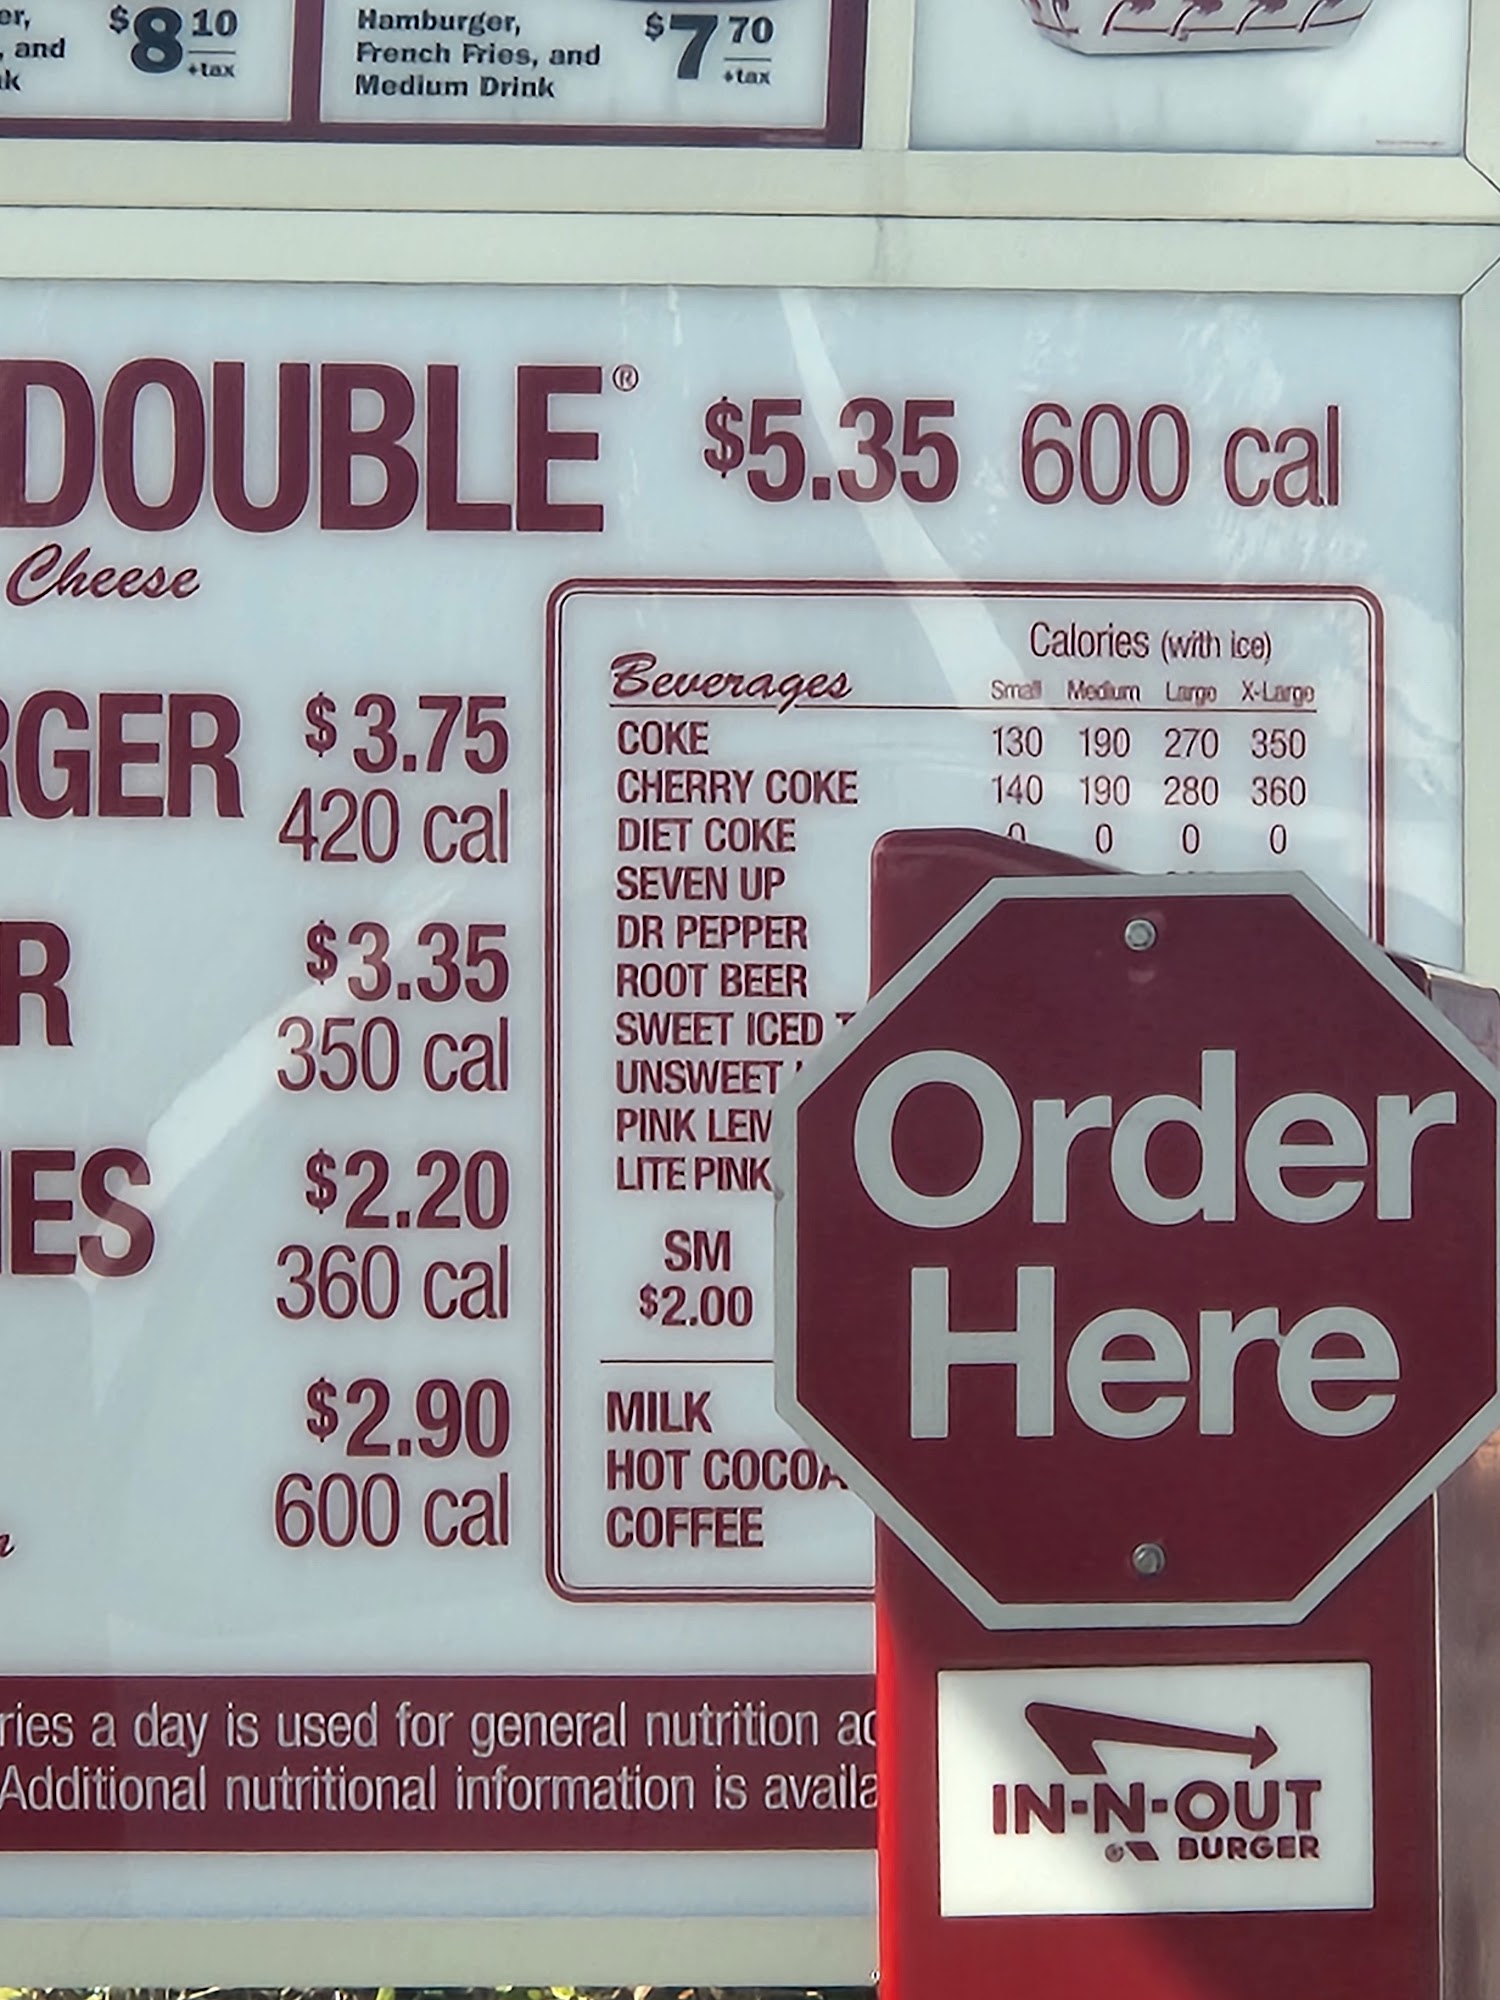 er,
, and
k
$8 10
+tax
Hamburger,
French Fries, and
Medium Drink
$7 70
+tax
DOUBLE®
$5.35 600 cal
Cheese
RGER
$3.75
420 cal
R
$3.35
350 cal
IES
$2.20
360 cal
$2.90
600 cal
Calories (with ice)
Beverages Small Medium Large X-Large
COKE 130 190 270 350
CHERRY COKE 140 190 280 360
DIET COKE 0 0 0 0
SEVEN UP
DR PEPPER
ROOT BEER
SWEET ICED T
UNSWEET
PINK LEM
LITE PINK
SM
$2.00
MILK
HOT COCOA
COFFEE
Order
Here
ries a day is used for general nutrition ad
Additional nutritional information is availa
IN-N-OUT
BURGER